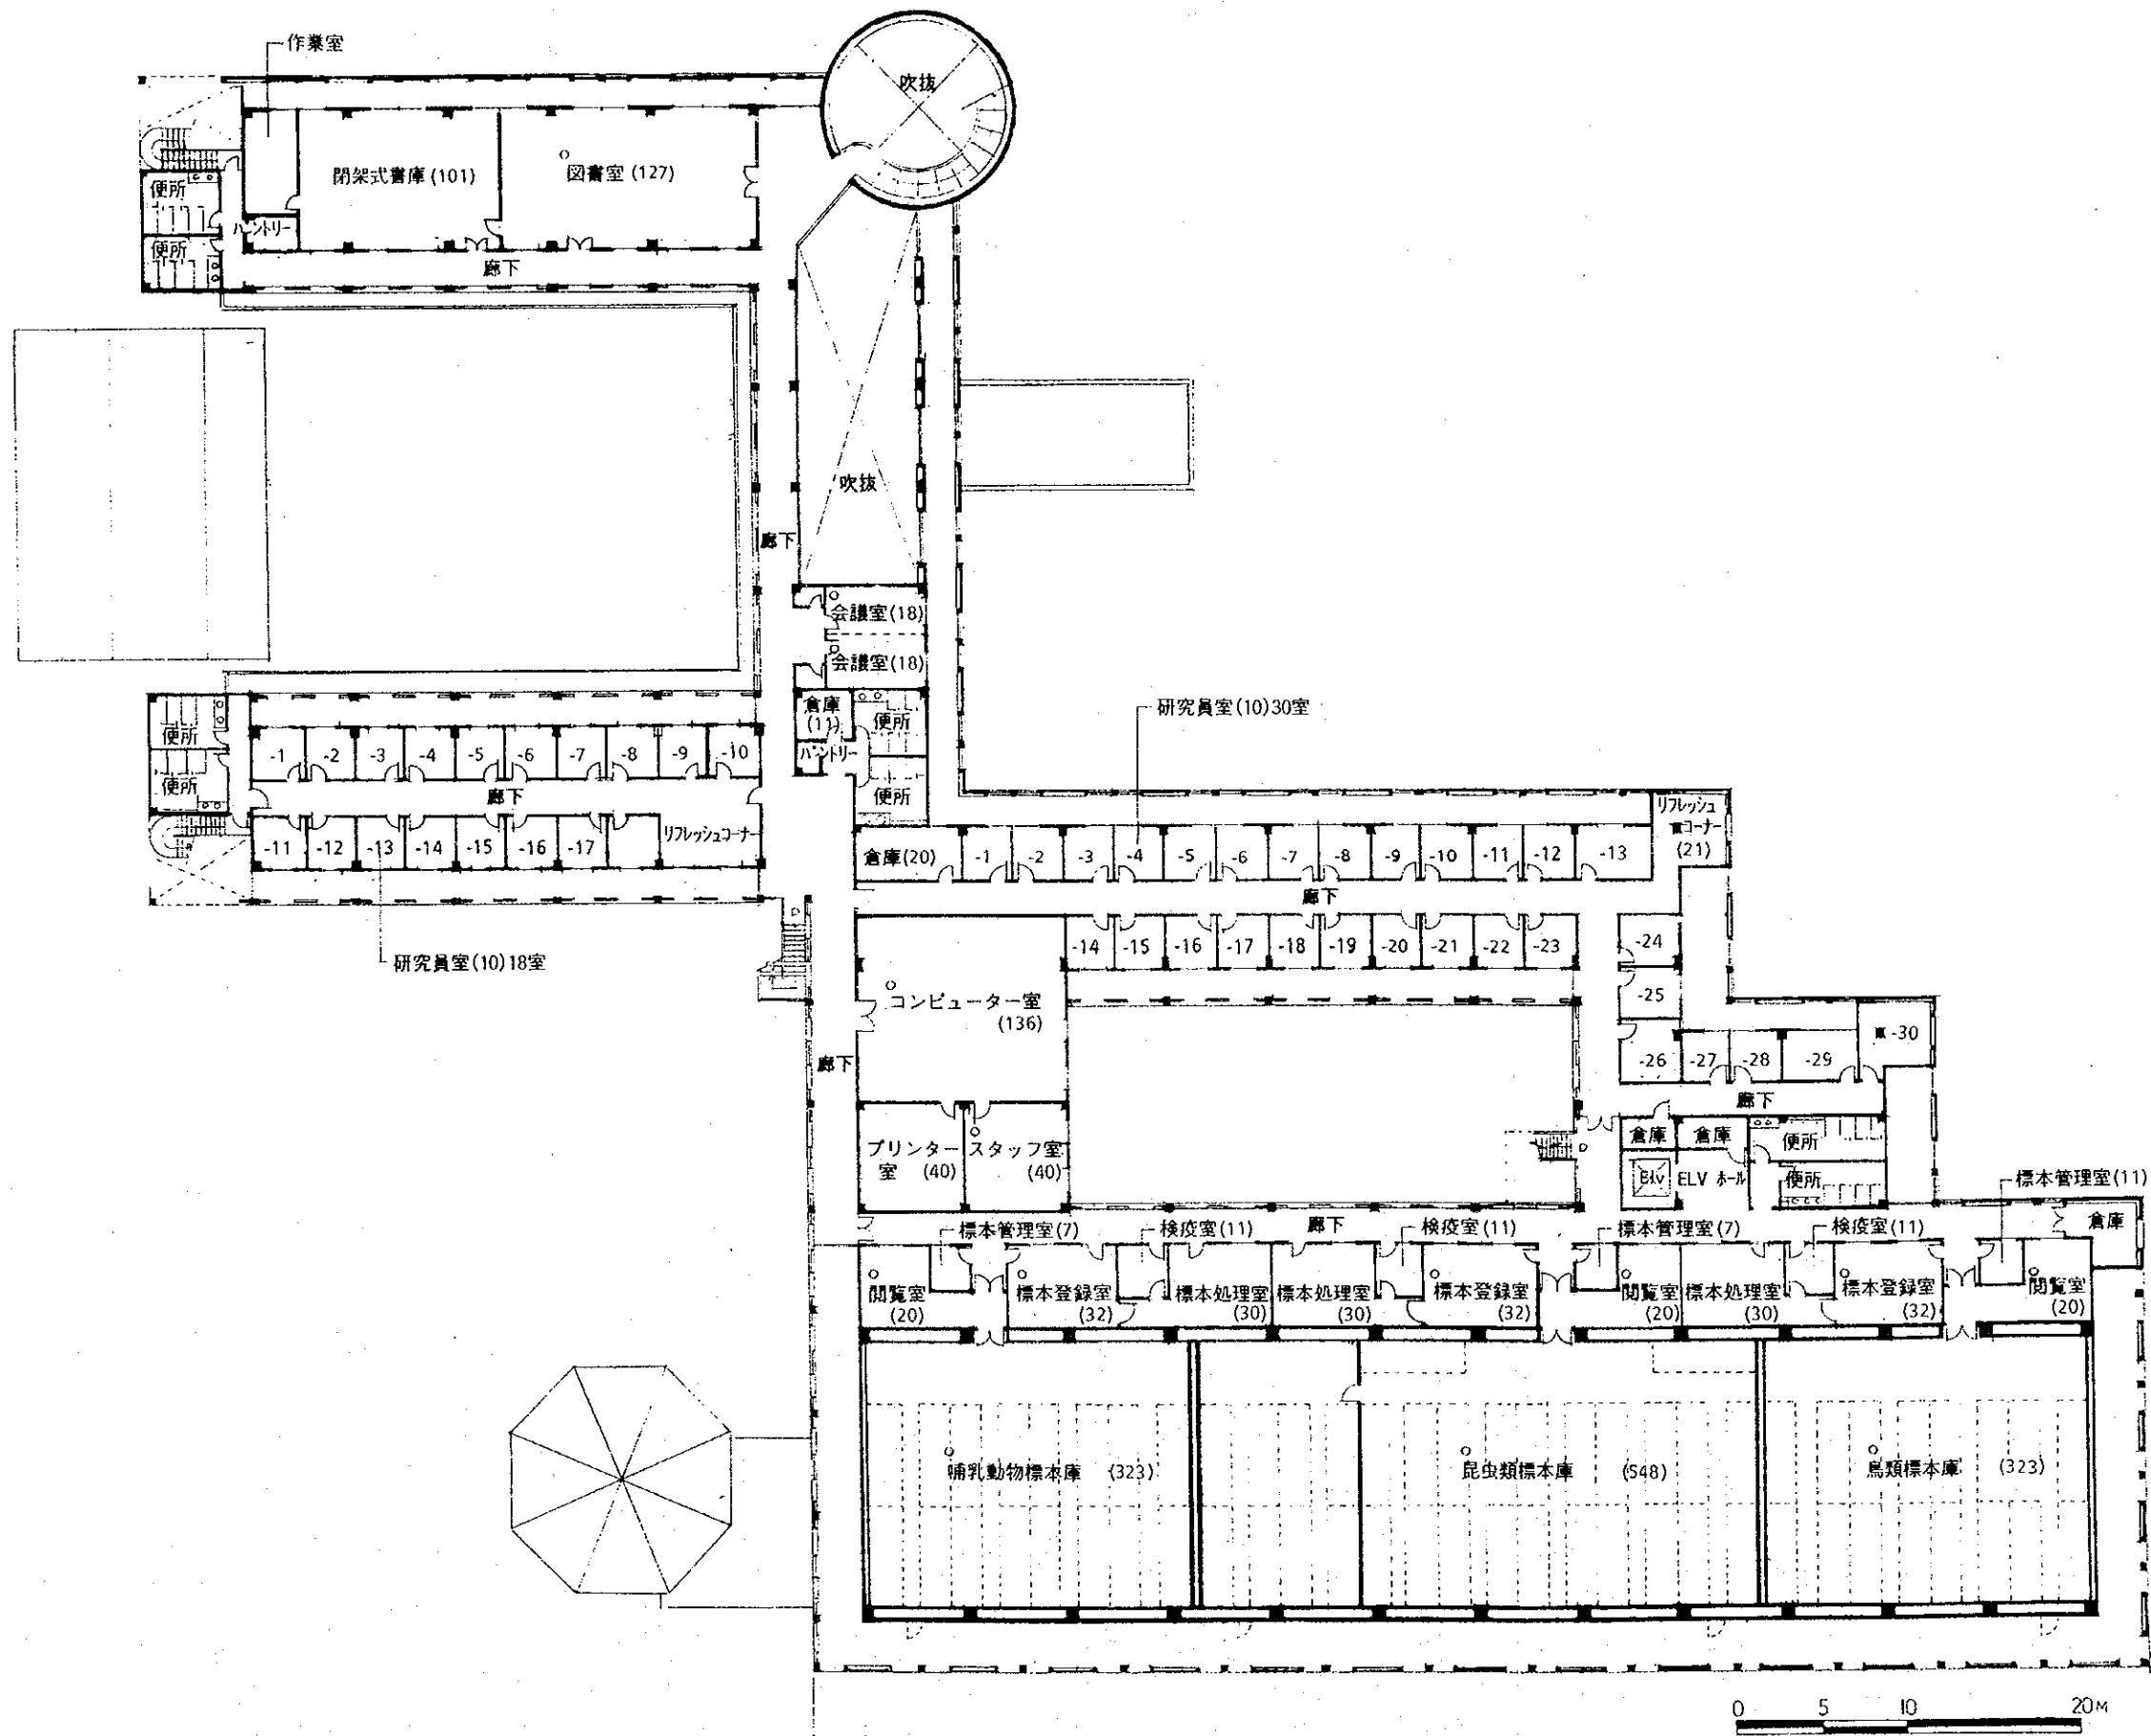 作業室
吹抜
閉架式書庫(101)
図書室(127)
便所
パントリー
便所
廊下
吹抜
廊下
会議室(18)
会議室(18)
倉庫
(11)
便所
パントリー
便所
研究員室(10)30室
便所
-1
-2
-3
-4
-5
-6
-7
-8
-9
-10
便所
廊下
-11
-12
-13
-14
-15
-16
-17
リフレッシュコーナー
研究員室(10)18室
倉庫(20)
-1
-2
-3
-4
-5
-6
-7
-8
-9
-10
-11
-12
-13
リフレッシュ
コーナー
(21)
廊下
-14
-15
-16
-17
-18
-19
-20
-21
-22
-23
-24
-25
-26
-27
-28
-29
-30
コンピューター室
(136)
廊下
廊下
プリンター
室 (40)
スタッフ室
(40)
倉庫
倉庫
便所
Elv
ELV ホール
便所
標本管理室(11)
標本管理室(7)
検疫室(11)
廊下
検疫室(11)
標本管理室(7)
検疫室(11)
倉庫
閲覧室
(20)
標本登録室
(32)
標本処理室
(30)
標本処理室
(30)
標本登録室
(32)
閲覧室
(20)
標本処理室
(30)
標本登録室
(32)
閲覧室
(20)
哺乳動物標本庫 (323)
昆虫類標本庫 (548)
鳥類標本庫 (323)
0 5 10 20M